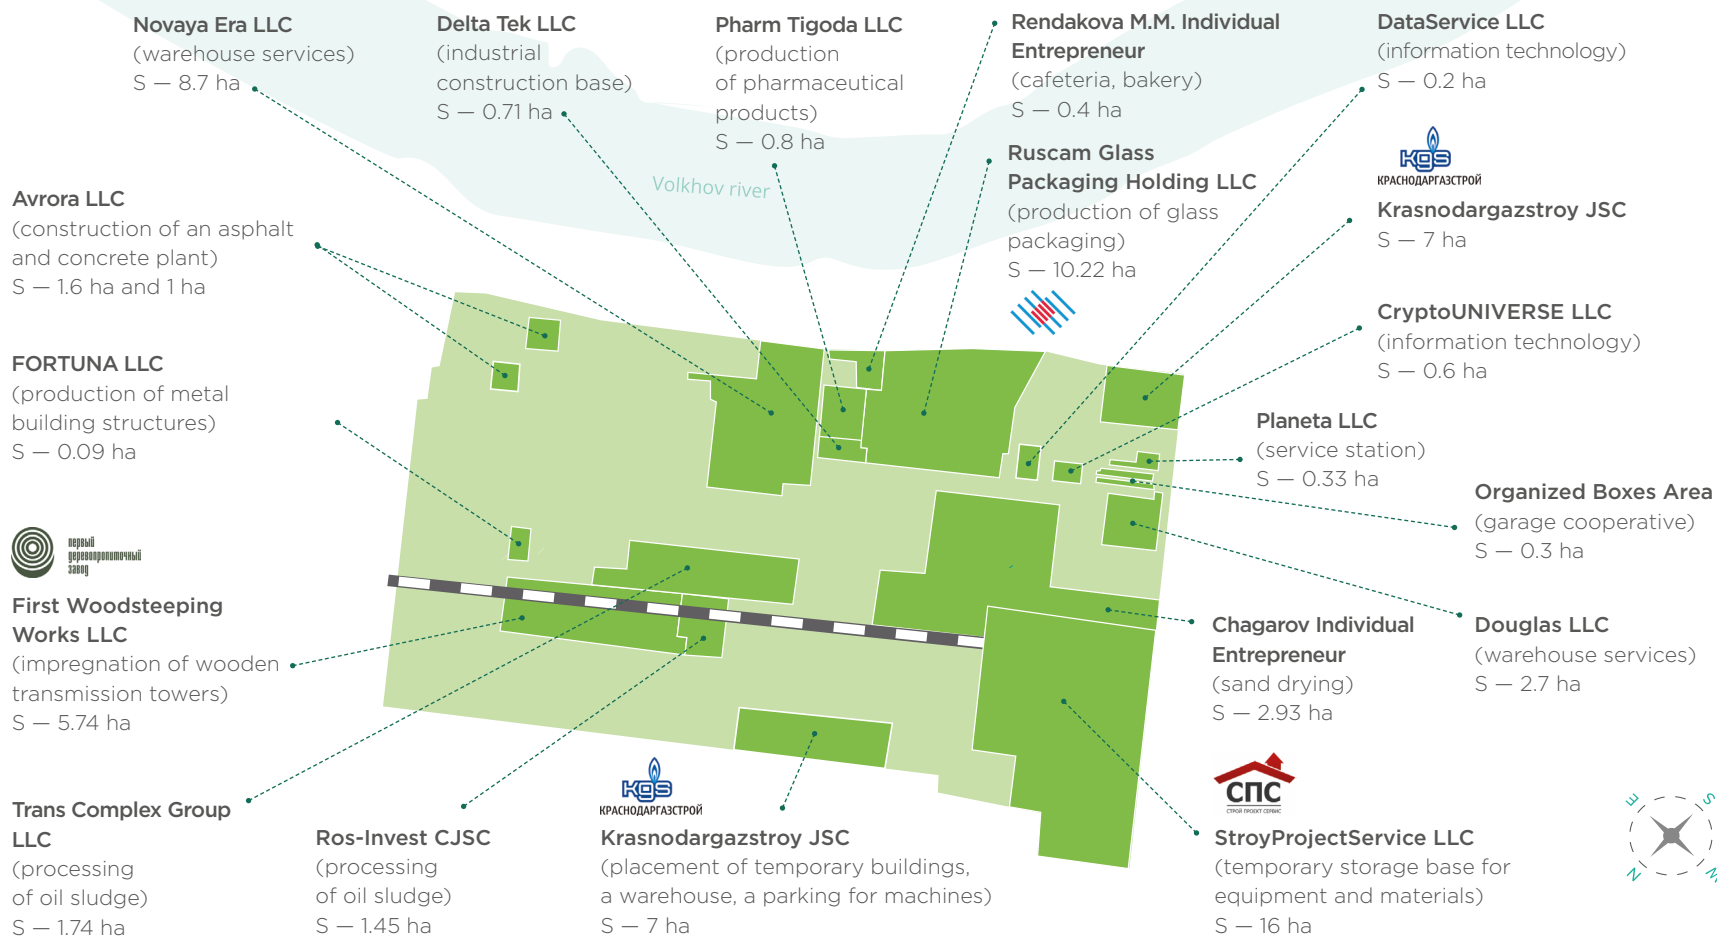 Novaya Era LLC
(warehouse services)
S — 8.7 ha
Delta Tek LLC
(industrial
construction base)
S — 0.71 ha
Pharm Tigoda LLC
(production
of pharmaceutical
products)
S — 0.8 ha
Rendakova M.M. Individual
Entrepreneur
(cafeteria, bakery)
S — 0.4 ha
DataService LLC
(information technology)
S — 0.2 ha
Ruscam Glass
Packaging Holding LLC
(production of glass
packaging)
S — 10.22 ha
kgs
КРАСНОДАРГАЗСТРОЙ
Krasnodargazstroy JSC
S — 7 ha
Volkhov river
Avrora LLC
(construction of an asphalt
and concrete plant)
S — 1.6 ha and 1 ha
CryptoUNIVERSE LLC
(information technology)
S — 0.6 ha
FORTUNA LLC
(production of metal
building structures)
S — 0.09 ha
Planeta LLC
(service station)
S — 0.33 ha
Organized Boxes Area
(garage cooperative)
S — 0.3 ha
первый
деревопропиточный
завод
First Woodsteeping
Works LLC
(impregnation of wooden
transmission towers)
S — 5.74 ha
Chagarov Individual
Entrepreneur
(sand drying)
S — 2.93 ha
Douglas LLC
(warehouse services)
S — 2.7 ha
Trans Complex Group
LLC
(processing
of oil sludge)
S — 1.74 ha
Ros-Invest CJSC
(processing
of oil sludge)
S — 1.45 ha
kgs
КРАСНОДАРГАЗСТРОЙ
Krasnodargazstroy JSC
(placement of temporary buildings,
a warehouse, a parking for machines)
S — 7 ha
СПС
СТРОЙ ПРОЕКТ СЕРВИС
StroyProjectService LLC
(temporary storage base for
equipment and materials)
S — 16 ha
E
S
N
W